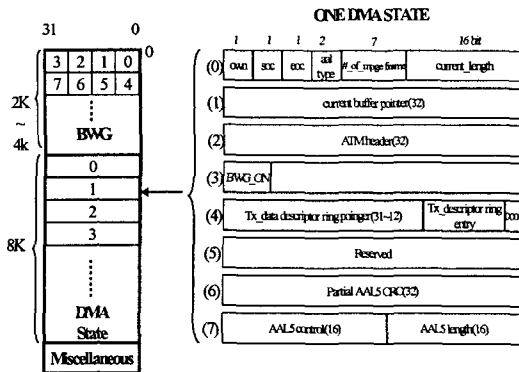 ONE DMA STATE
31 0
0
1 1 1 2 7 16 bit
3 2 1 0
7 6 5 4
2K
~
4k
BWG
0
1
2
3
8K
DMA
State
Miscellaneous
(0) own soc eoc aal type #_of_mpge frame current_length
(1) current buffer pointer(32)
(2) ATM header(32)
(3) BWG_ON
(4) Tx_data descriptor ring poinger(31~12) Tx_descriptor ring entry
(5) Reserved
(6) Partial AAL5 CRC(32)
(7) AAL5 control(16) AAL5 length(16)